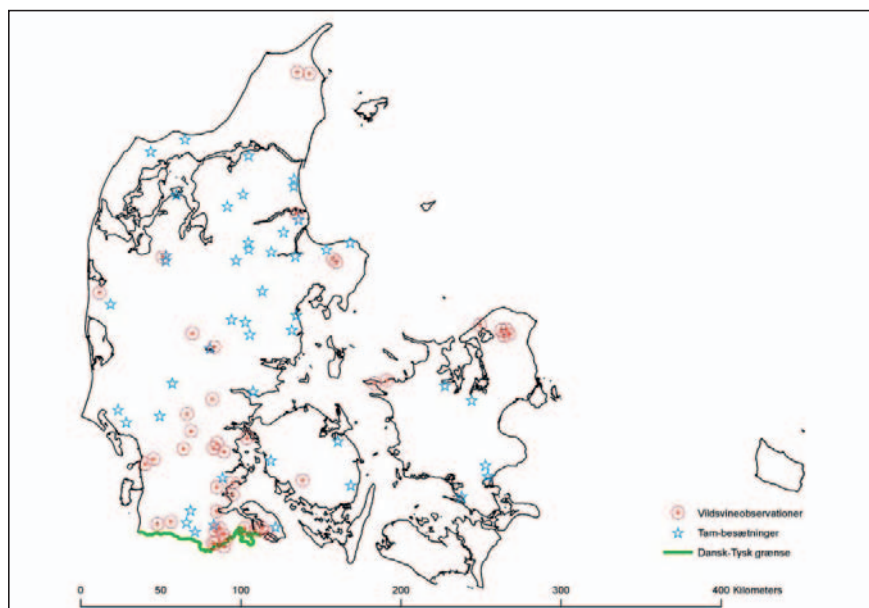 Vildsvineobservationer
Tam-besætninger
Dansk-Tysk grænse
0 50 100 200 300 400 Kilometers